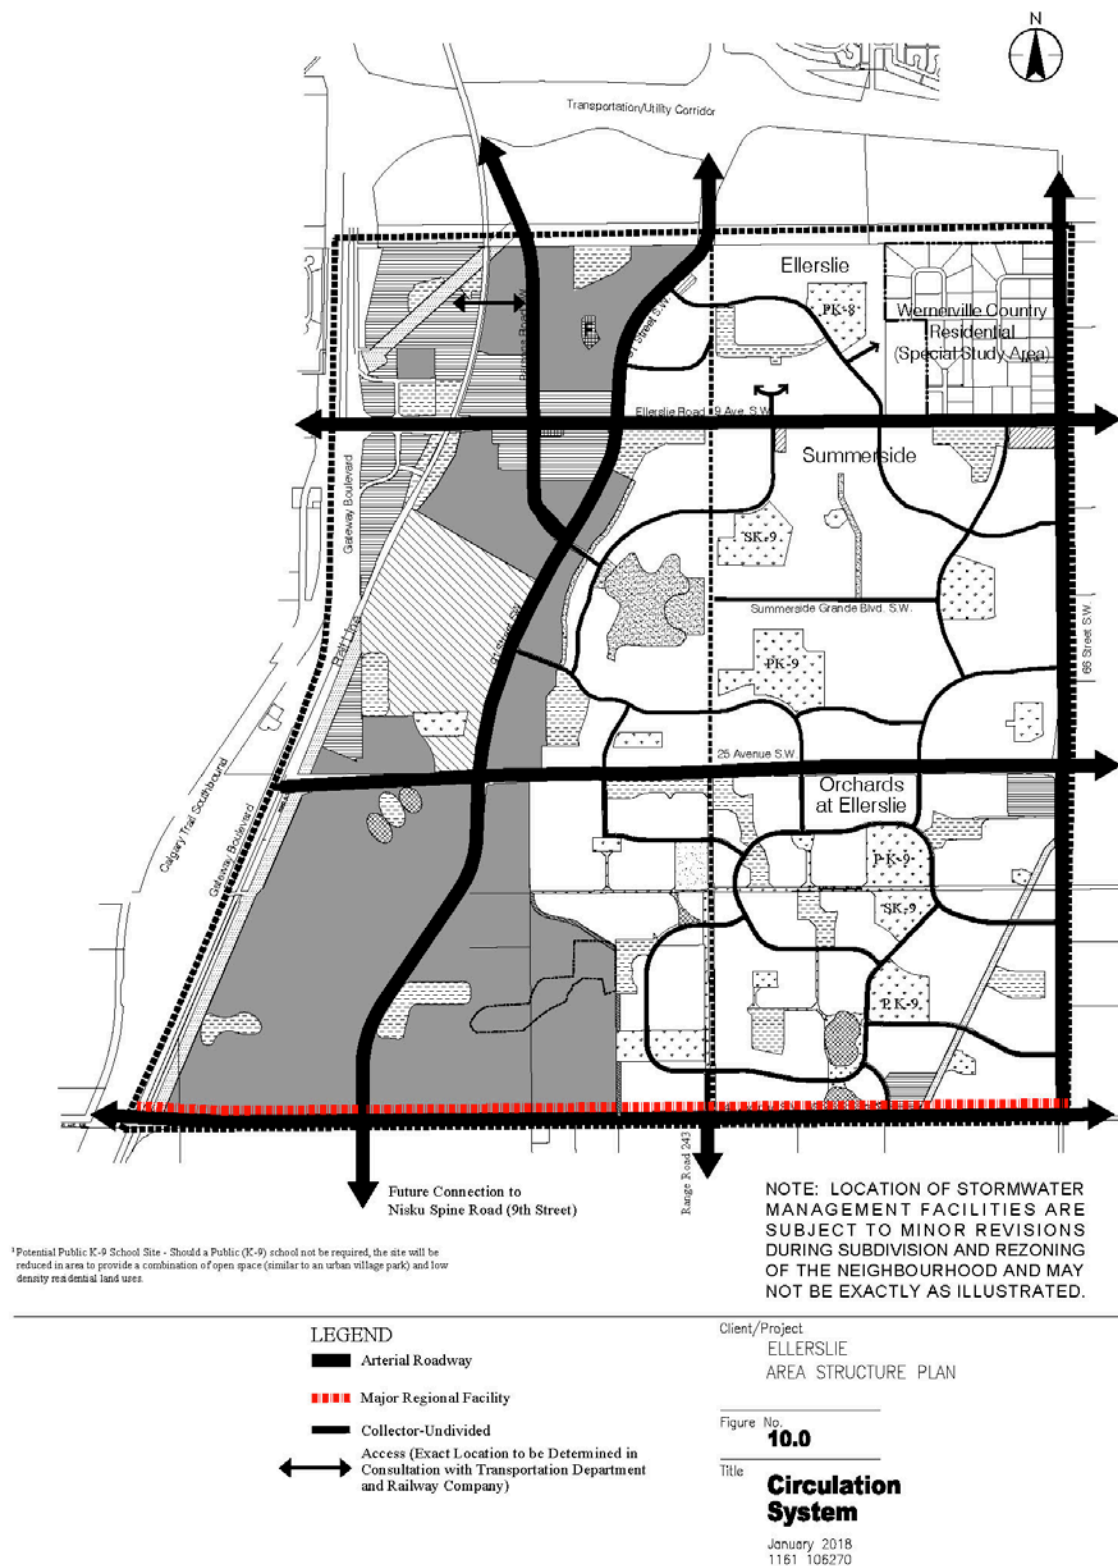 N
Transportation/Utility Corridor
Ellerslie
PK-8
Wernerville Country
Residential
(Special Study Area)
F
91 Street S.W.
Ellerslie Road 9 Ave. S.W.
Summerside
Gateway Boulevard
SK-9
Summerside Grande Blvd. S.W.
Rail Line
91 Street SW
66 Street S.W.
PK-9
25 Avenue S.W.
Orchards
at Ellerslie
Calgary Trail Southbound
Gateway Boulevard
PK-9
SK-9
PK-9
Range Road 243
Future Connection to
Nisku Spine Road (9th Street)
NOTE: LOCATION OF STORMWATER
MANAGEMENT FACILITIES ARE
SUBJECT TO MINOR REVISIONS
DURING SUBDIVISION AND REZONING
OF THE NEIGHBOURHOOD AND MAY
NOT BE EXACTLY AS ILLUSTRATED.
¹Potential Public K-9 School Site - Should a Public (K-9) school not be required, the site will be
reduced in area to provide a combination of open space (similar to an urban village park) and low
density residential land uses.
LEGEND
Arterial Roadway
Major Regional Facility
Collector-Undivided
Access (Exact Location to be Determined in
Consultation with Transportation Department
and Railway Company)
Client/Project
ELLERSLIE
AREA STRUCTURE PLAN
Figure No.
10.0
Title
Circulation
System
January 2018
1161 106270